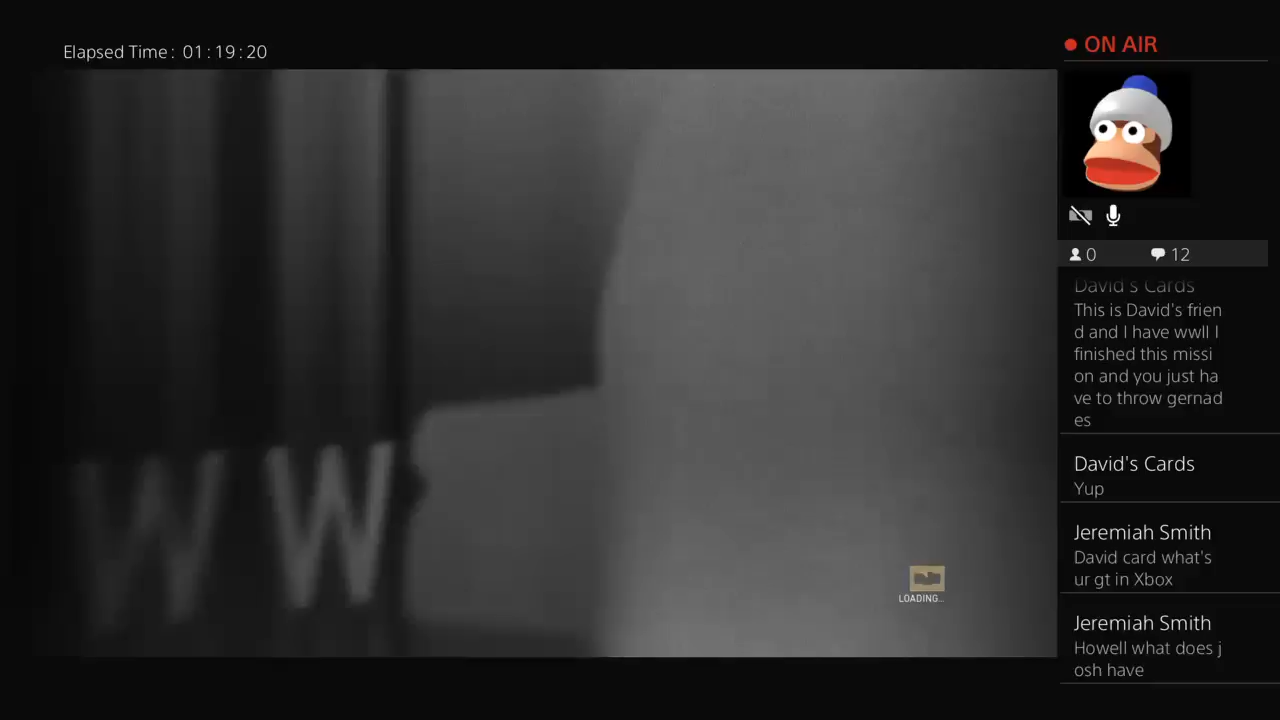 Elapsed Time: 01:19:20
ON AIR
0 12
David's Cards
This is David's frien
d and I have wwll I
finished this missi
on and you just ha
ve to throw gernad
es
David's Cards
Yup
Jeremiah Smith
David card what's
ur gt in Xbox
Jeremiah Smith
Howell what does j
osh have
W W
LOADING...